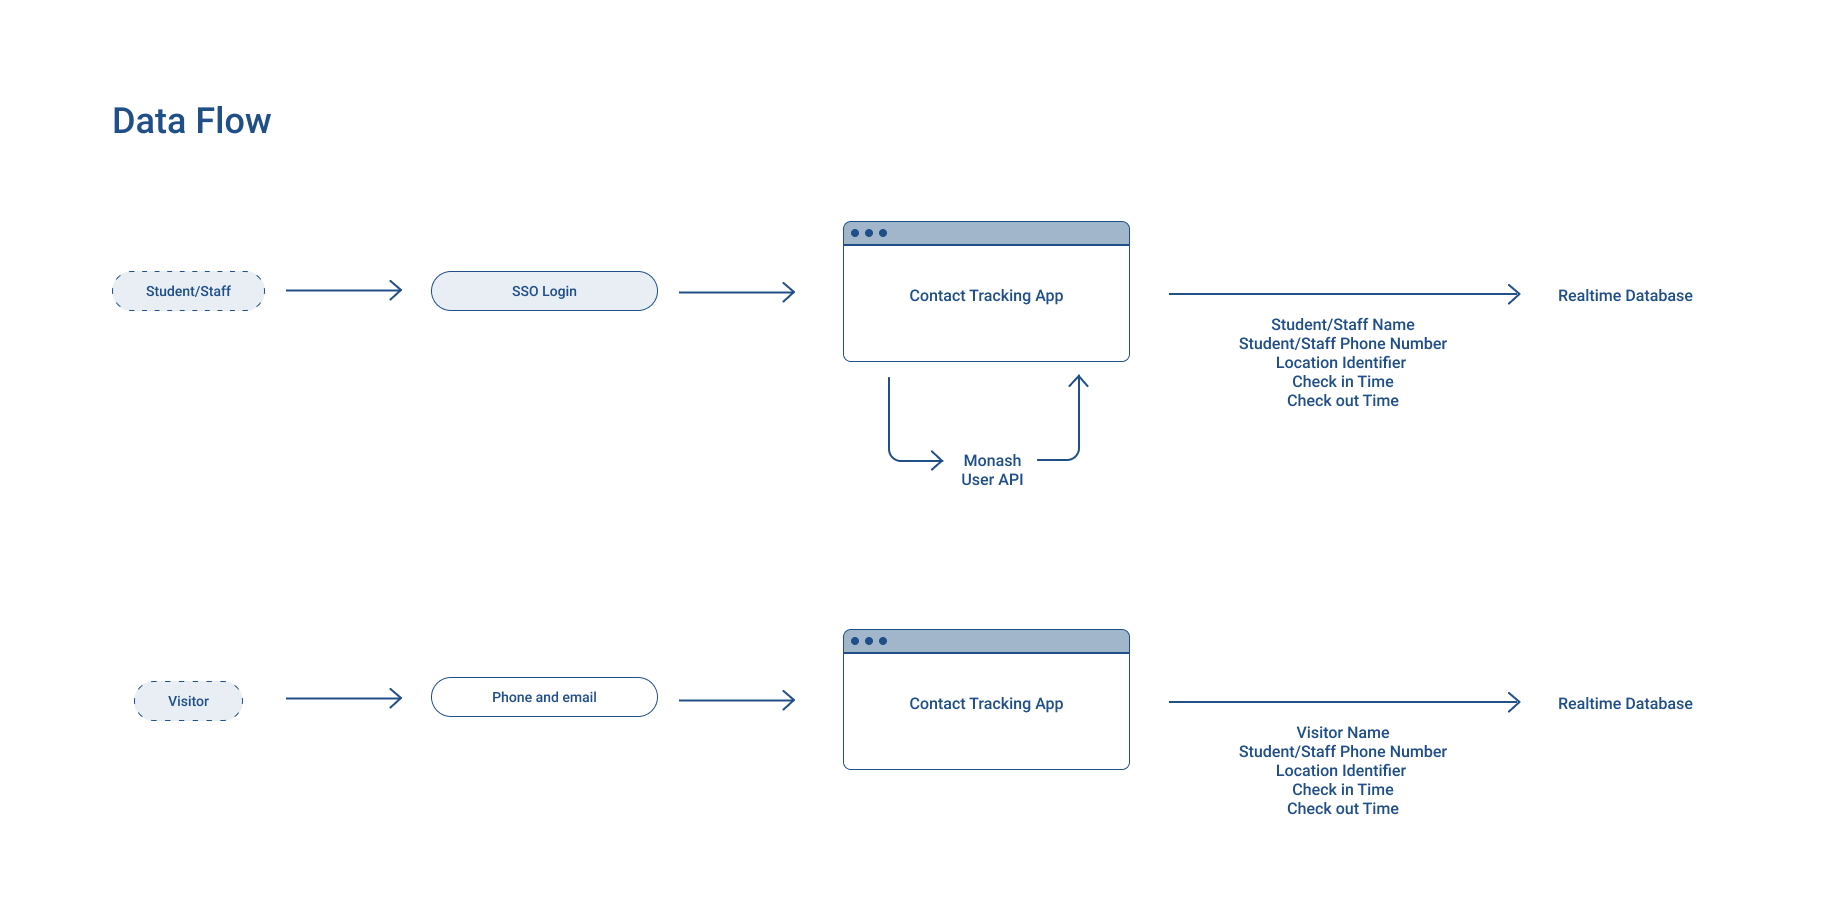 Data Flow
Student/Staff
SSO Login
Contact Tracking App
Realtime Database
Student/Staff Name
Student/Staff Phone Number
Location Identifier
Check in Time
Check out Time
Monash
User API
Visitor
Phone and email
Contact Tracking App
Realtime Database
Visitor Name
Student/Staff Phone Number
Location Identifier
Check in Time
Check out Time